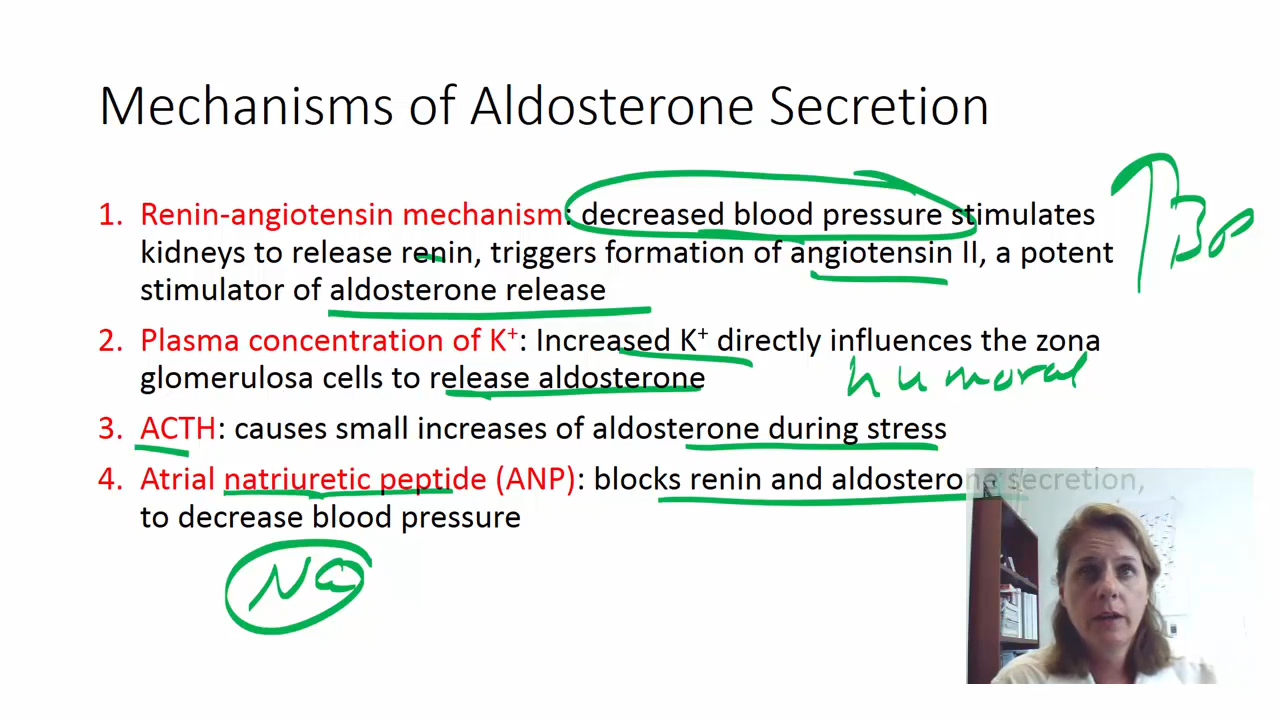 Mechanisms of Aldosterone Secretion
1. Renin-angiotensin mechanism: decreased blood pressure stimulates
kidneys to release renin, triggers formation of angiotensin II, a potent
stimulator of aldosterone release
↑BP
2. Plasma concentration of K⁺: Increased K⁺ directly influences the zona
glomerulosa cells to release aldosterone
humoral
3. ACTH: causes small increases of aldosterone during stress
4. Atrial natriuretic peptide (ANP): blocks renin and aldosterone secretion,
to decrease blood pressure
Na